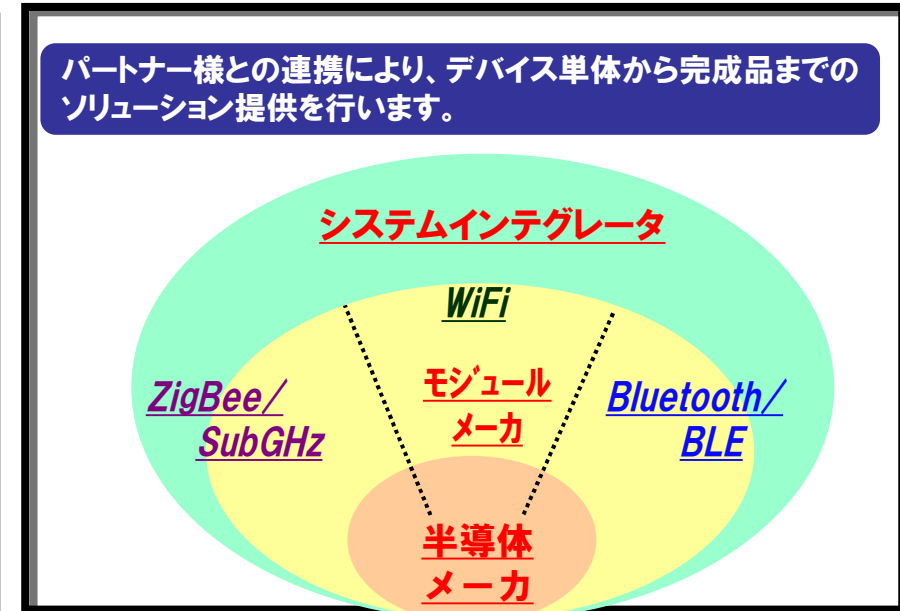 パートナー様との連携により、デバイス単体から完成品までの
ソリューション提供を行います。
システムインテグレータ
WiFi
ZigBee/
SubGHz
モジュール
メーカ
Bluetooth/
BLE
半導体
メーカ